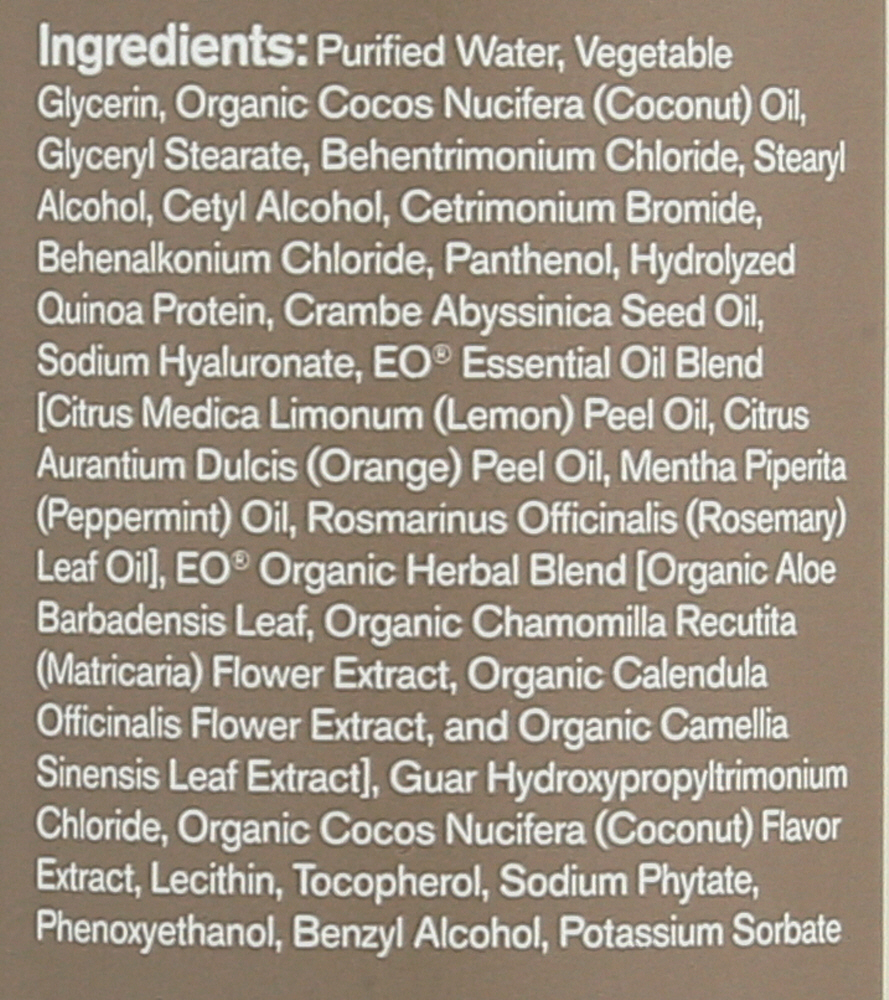 Ingredients: Purified Water, Vegetable
Glycerin, Organic Cocos Nucifera (Coconut) Oil,
Glyceryl Stearate, Behentrimonium Chloride, Stearyl
Alcohol, Cetyl Alcohol, Cetrimonium Bromide,
Behenalkonium Chloride, Panthenol, Hydrolyzed
Quinoa Protein, Crambe Abyssinica Seed Oil,
Sodium Hyaluronate, EO® Essential Oil Blend
[Citrus Medica Limonum (Lemon) Peel Oil, Citrus
Aurantium Dulcis (Orange) Peel Oil, Mentha Piperita
(Peppermint) Oil, Rosmarinus Officinalis (Rosemary)
Leaf Oil], EO® Organic Herbal Blend [Organic Aloe
Barbadensis Leaf, Organic Chamomilla Recutita
(Matricaria) Flower Extract, Organic Calendula
Officinalis Flower Extract, and Organic Camellia
Sinensis Leaf Extract], Guar Hydroxypropyltrimonium
Chloride, Organic Cocos Nucifera (Coconut) Flavor
Extract, Lecithin, Tocopherol, Sodium Phytate,
Phenoxyethanol, Benzyl Alcohol, Potassium Sorbate